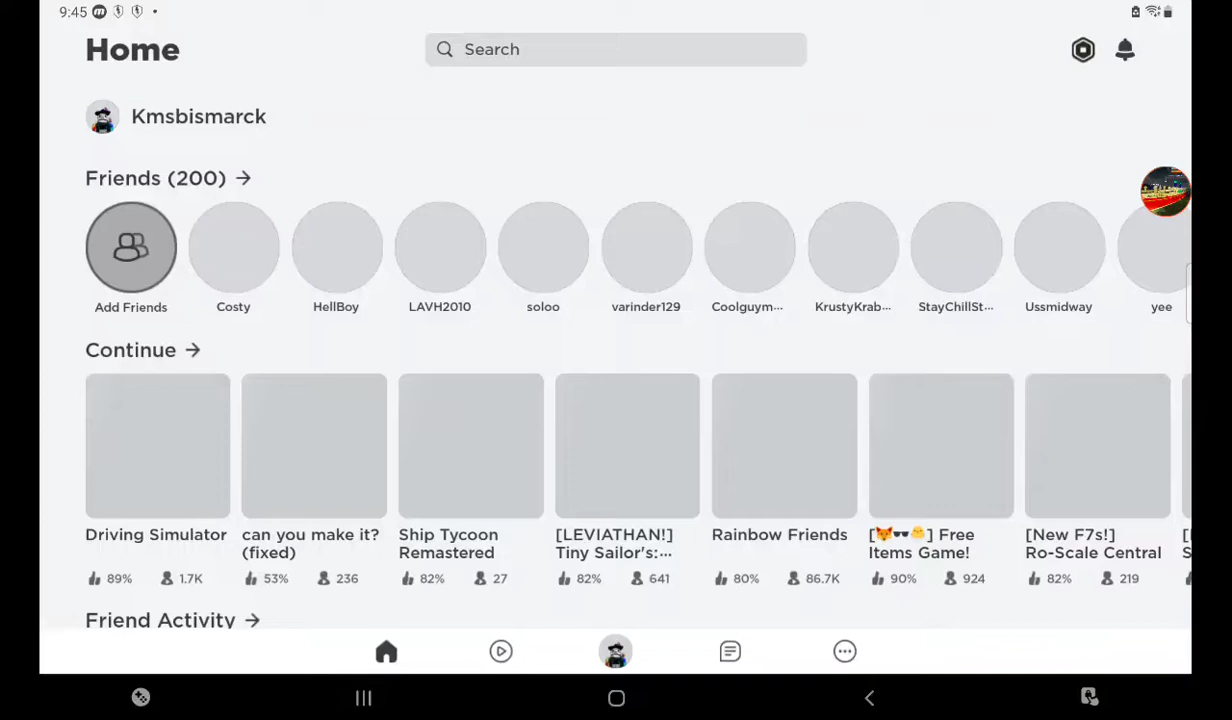 9:45
Home
Search
Kmsbismarck
Friends (200) →
Add Friends
Costy
HellBoy
LAVH2010
soloo
varinder129
Coolguym...
KrustyKrab...
StayChillSt...
Ussmidway
yee
Continue →
Driving Simulator
89% 1.7K
can you make it?
(fixed)
53% 236
Ship Tycoon
Remastered
82% 27
[LEVIATHAN!]
Tiny Sailor's:...
82% 641
Rainbow Friends
80% 86.7K
[🦊🕶️🐥] Free
Items Game!
90% 924
[New F7s!]
Ro-Scale Central
82% 219
Friend Activity →